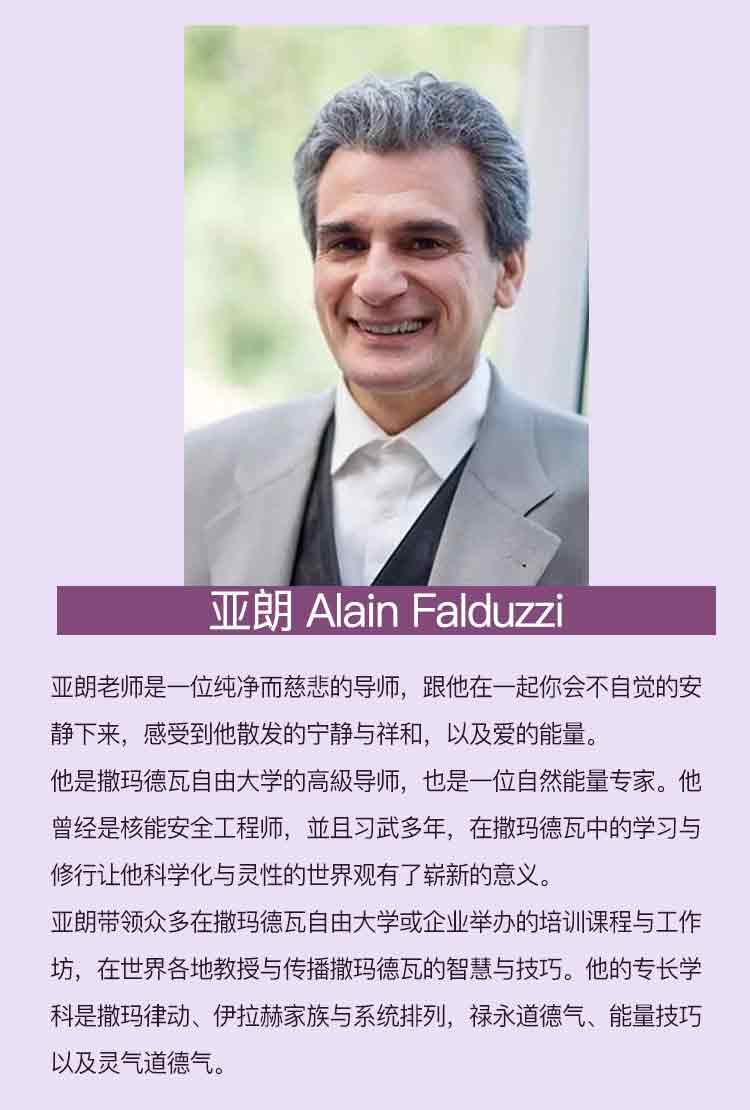 亚朗 Alain Falduzzi
亚朗老师是一位纯净而慈悲的导师，跟他在一起你会不自觉的安
静下来，感受到他散发的宁静与祥和，以及爱的能量。
他是撒玛德瓦自由大学的高級导师，也是一位自然能量专家。他
曾经是核能安全工程师，並且习武多年，在撒玛德瓦中的学习与
修行让他科学化与灵性的世界观有了崭新的意义。
亚朗带领众多在撒玛德瓦自由大学或企业举办的培训课程与工作
坊，在世界各地教授与传播撒玛德瓦的智慧与技巧。他的专长学
科是撒玛律动、伊拉赫家族与系统排列，禄永道德气、能量技巧
以及灵气道德气。